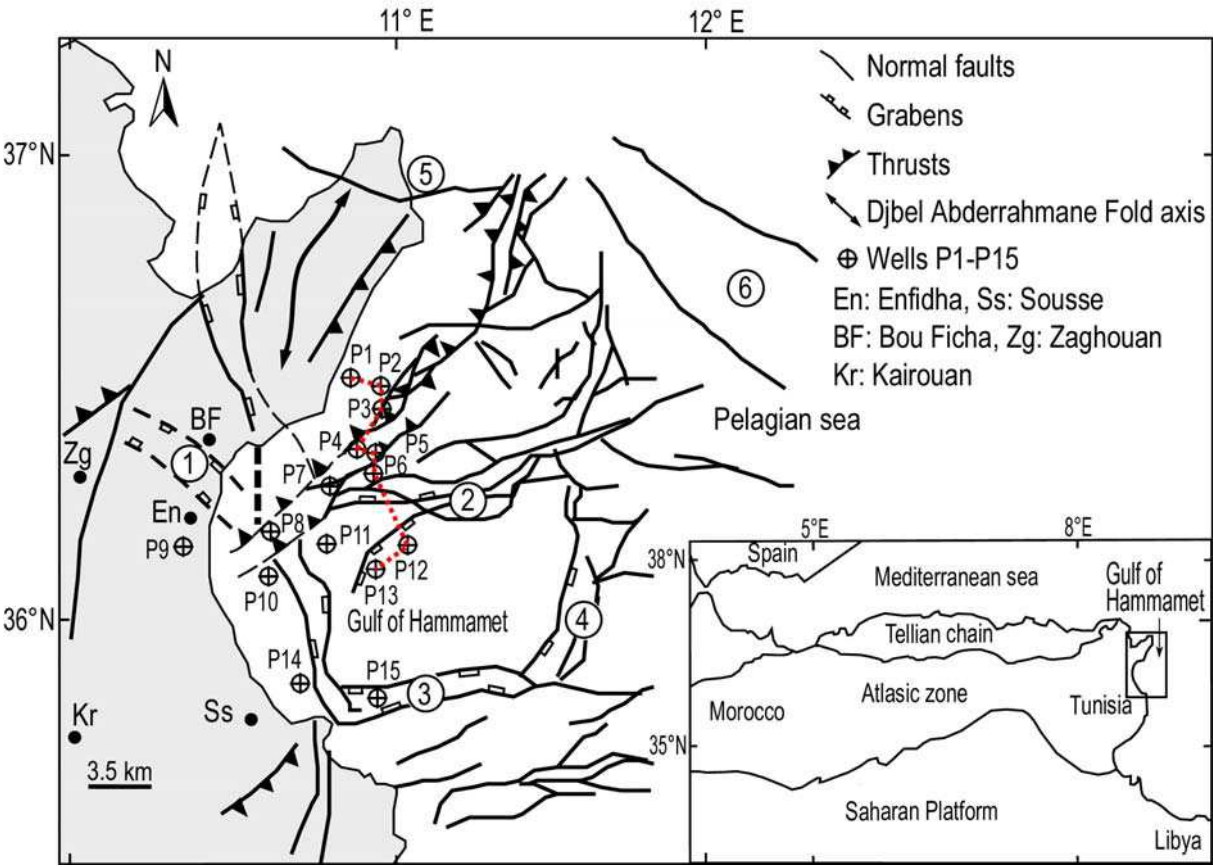 11° E
12° E
N
37°N
36°N
Normal faults
Grabens
Thrusts
Djbel Abderrahmane Fold axis
Wells P1-P15
En: Enfidha, Ss: Sousse
BF: Bou Ficha, Zg: Zaghouan
Kr: Kairouan
5
6
P1
P2
P3
Pelagian sea
BF
P4
P5
Zg
1
P7
P6
2
En
P8
P9
P11
P12
P10
P13
Gulf of Hammamet
4
P14
P15
3
Ss
Kr
3.5 km
5°E
8°E
38°N
Spain
Mediterranean sea
Gulf of
Hammamet
Tellian chain
Atlasic zone
Morocco
Tunisia
35°N
Saharan Platform
Libya